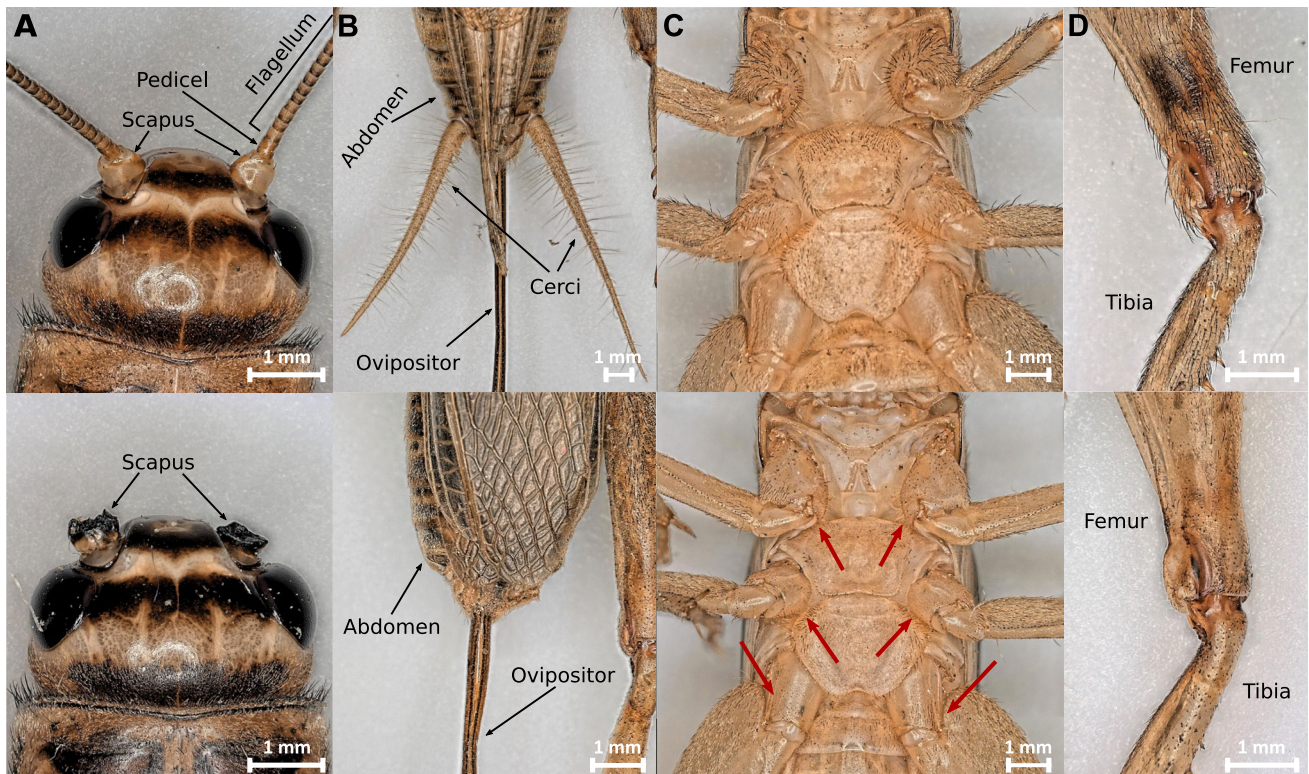 A
Flagellum
Pedicel
Scapus
1 mm
B
Abdomen
Cerci
Ovipositor
1 mm
C
1 mm
D
Femur
Tibia
1 mm
Scapus
1 mm
Abdomen
Ovipositor
1 mm
1 mm
Femur
Tibia
1 mm